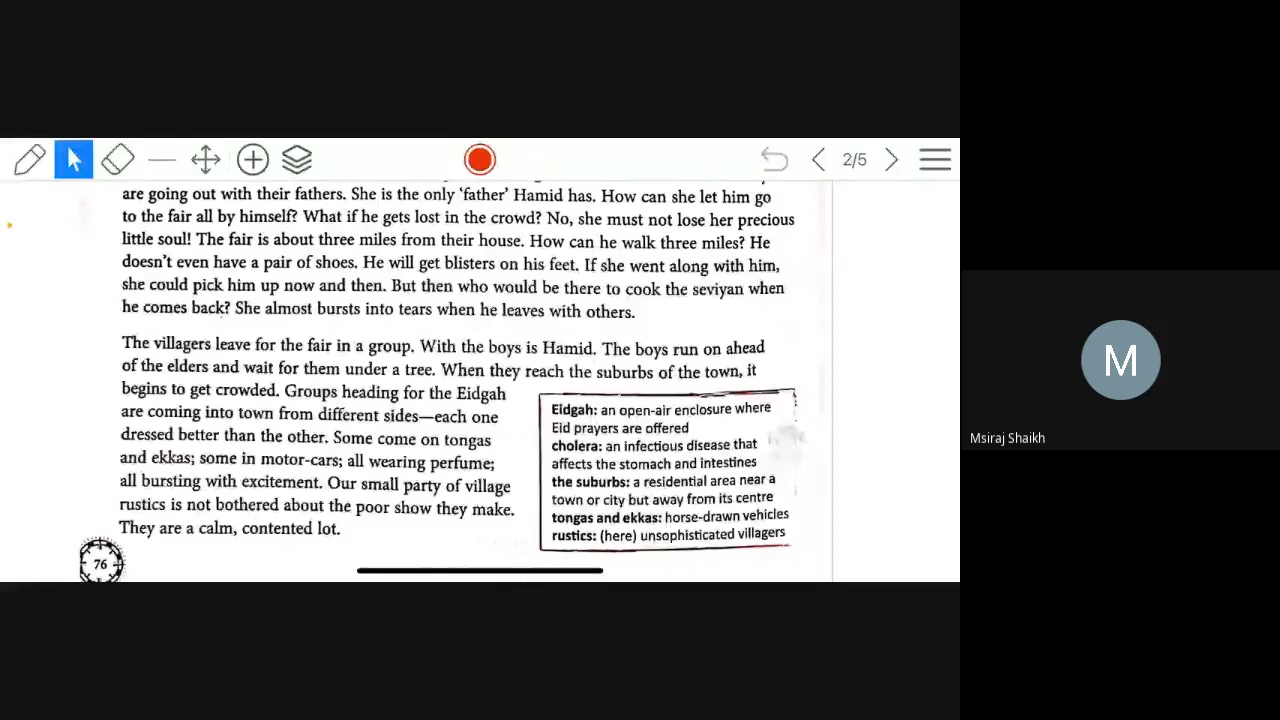 2/5
are going out with their fathers. She is the only 'father' Hamid has. How can she let him go
to the fair all by himself? What if he gets lost in the crowd? No, she must not lose her precious
little soul! The fair is about three miles from their house. How can he walk three miles? He
doesn't even have a pair of shoes. He will get blisters on his feet. If she went along with him,
she could pick him up now and then. But then who would be there to cook the seviyan when
he comes back? She almost bursts into tears when he leaves with others.
The villagers leave for the fair in a group. With the boys is Hamid. The boys run on ahead
of the elders and wait for them under a tree. When they reach the suburbs of the town, it
begins to get crowded. Groups heading for the Eidgah
are coming into town from different sides—each one
dressed better than the other. Some come on tongas
and ekkas; some in motor-cars; all wearing perfume;
all bursting with excitement. Our small party of village
rustics is not bothered about the poor show they make.
They are a calm, contented lot.
Eidgah: an open-air enclosure where
Eid prayers are offered
cholera: an infectious disease that
affects the stomach and intestines
the suburbs: a residential area near a
town or city but away from its centre
tongas and ekkas: horse-drawn vehicles
rustics: (here) unsophisticated villagers
76
M
Msiraj Shaikh